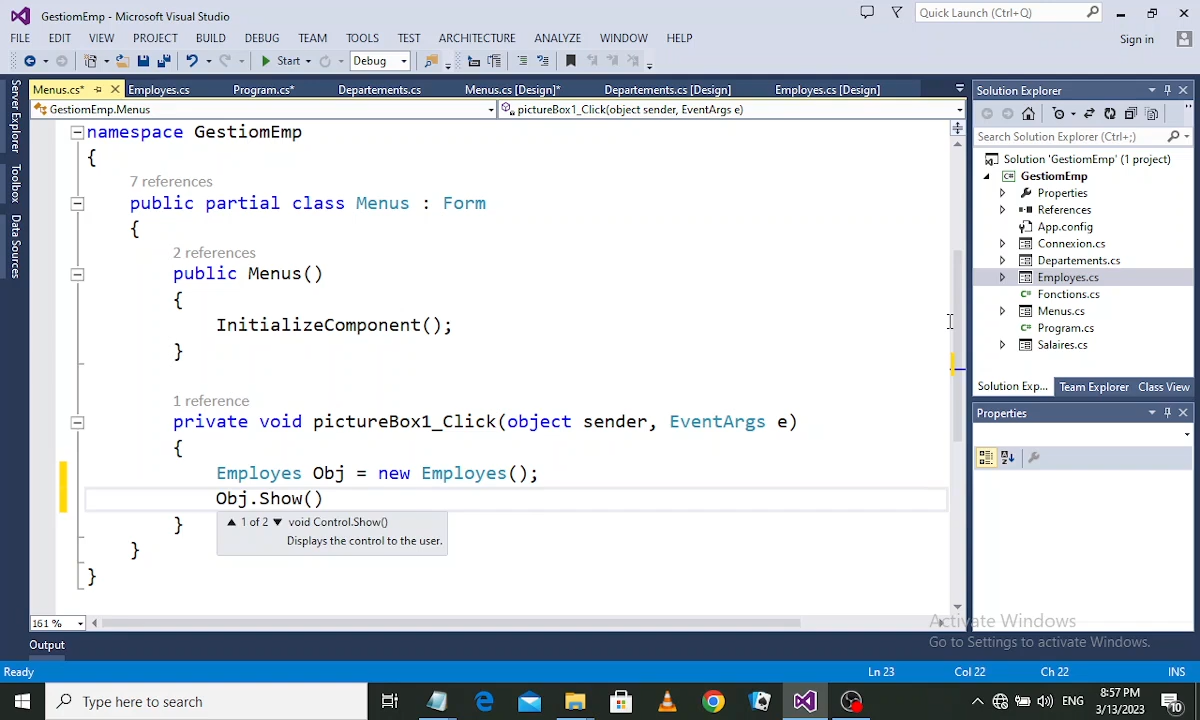 GestiomEmp - Microsoft Visual Studio
Quick Launch (Ctrl+Q)
FILE EDIT VIEW PROJECT BUILD DEBUG TEAM TOOLS TEST ARCHITECTURE ANALYZE WINDOW HELP
Sign in
Start Debug
Menus.cs* Employes.cs Program.cs* Departements.cs Menus.cs [Design]* Departements.cs [Design] Employes.cs [Design]
GestiomEmp.Menus
pictureBox1_Click(object sender, EventArgs e)
Server Explorer
Toolbox
Data Sources
namespace GestiomEmp
{
7 references
public partial class Menus : Form
{
2 references
public Menus()
{
InitializeComponent();
}
1 reference
private void pictureBox1_Click(object sender, EventArgs e)
{
Employes Obj = new Employes();
Obj.Show()
1 of 2 void Control.Show()
Displays the control to the user.
}
}
}
161 %
Output
Solution Explorer
Search Solution Explorer (Ctrl+;)
Solution 'GestiomEmp' (1 project)
GestiomEmp
Properties
References
App.config
Connexion.cs
Departements.cs
Employes.cs
Fonctions.cs
Menus.cs
Program.cs
Salaires.cs
Solution Exp... Team Explorer Class View
Properties
Activate Windows
Go to Settings to activate Windows.
Ready
Ln 23 Col 22 Ch 22 INS
Type here to search
ENG
8:57 PM
3/13/2023
10